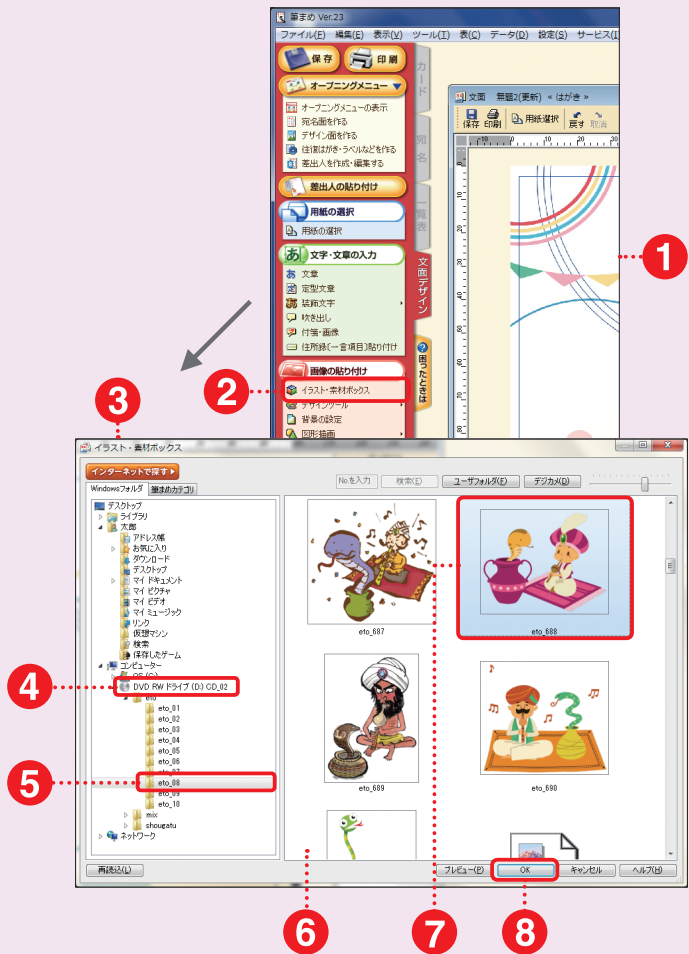 筆まめ Ver.23
ファイル(F) 編集(E) 表示(V) ツール(T) 表(C) データ(D) 設定(S) サービス(I
保存 印刷
オープニングメニュー
オープニングメニューの表示
宛名面を作る
デザイン面を作る
往復はがき・ラベルなどを作る
差出人を作成・編集する
差出人の貼り付け
用紙の選択
用紙の選択
あ 文字・文章の入力
あ 文章
定型文章
装飾文字
吹き出し
付箋・画像
住所録(一言項目)貼り付け
画像の貼り付け
イラスト・素材ボックス
デザインツール
背景の設定
図形描画
カード
宛名
一覧表
文面デザイン
?困ったときは
文面 無題2(更新) « はがき »
保存 印刷 用紙選択 戻す 取消
-10 0 10 20 30
0
10
20
30
40
50
60
70
80
1
2
3
イラスト・素材ボックス
インターネットで探す
No.を入力 検索(E) ユーザフォルダ(F) デジカメ(D)
Windowsフォルダ 筆まめカテゴリ
デスクトップ
ライブラリ
太郎
アドレス帳
お気に入り
ダウンロード
デスクトップ
マイ ドキュメント
マイ ピクチャ
マイ ビデオ
マイ ミュージック
リンク
仮想マシン
検索
保存したゲーム
コンピューター
OS (C:)
4
DVD RW ドライブ (D:) CD_02
eto
eto_01
eto_02
eto_03
eto_04
eto_05
eto_06
eto_07
5
eto_08
eto_09
eto_10
mix
shougatu
ネットワーク
eto_687
eto_688
eto_689
eto_690
再読込(L) プレビュー(P) OK キャンセル ヘルプ(H)
6
7
8